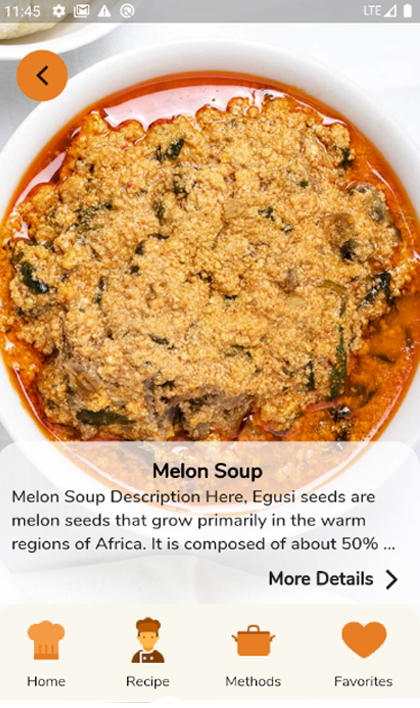 11:45
LTE
Melon Soup
Melon Soup Description Here, Egusi seeds are
melon seeds that grow primarily in the warm
regions of Africa. It is composed of about 50% ...
More Details
Home
Recipe
Methods
Favorites